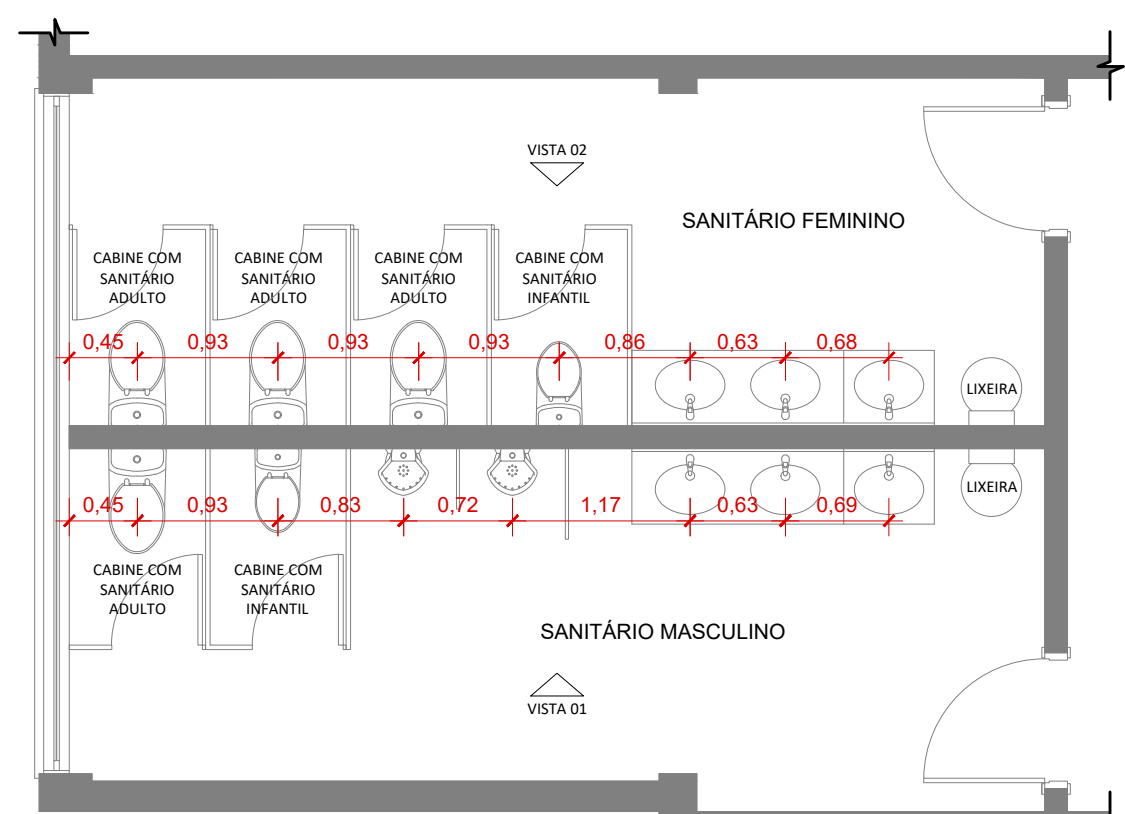 VISTA 02
SANITÁRIO FEMININO
CABINE COM
SANITÁRIO
ADULTO
CABINE COM
SANITÁRIO
ADULTO
CABINE COM
SANITÁRIO
ADULTO
CABINE COM
SANITÁRIO
INFANTIL
0,45 0,93 0,93 0,93 0,86 0,63 0,68
LIXEIRA
LIXEIRA
0,45 0,93 0,83 0,72 1,17 0,63 0,69
CABINE COM
SANITÁRIO
ADULTO
CABINE COM
SANITÁRIO
INFANTIL
SANITÁRIO MASCULINO
VISTA 01